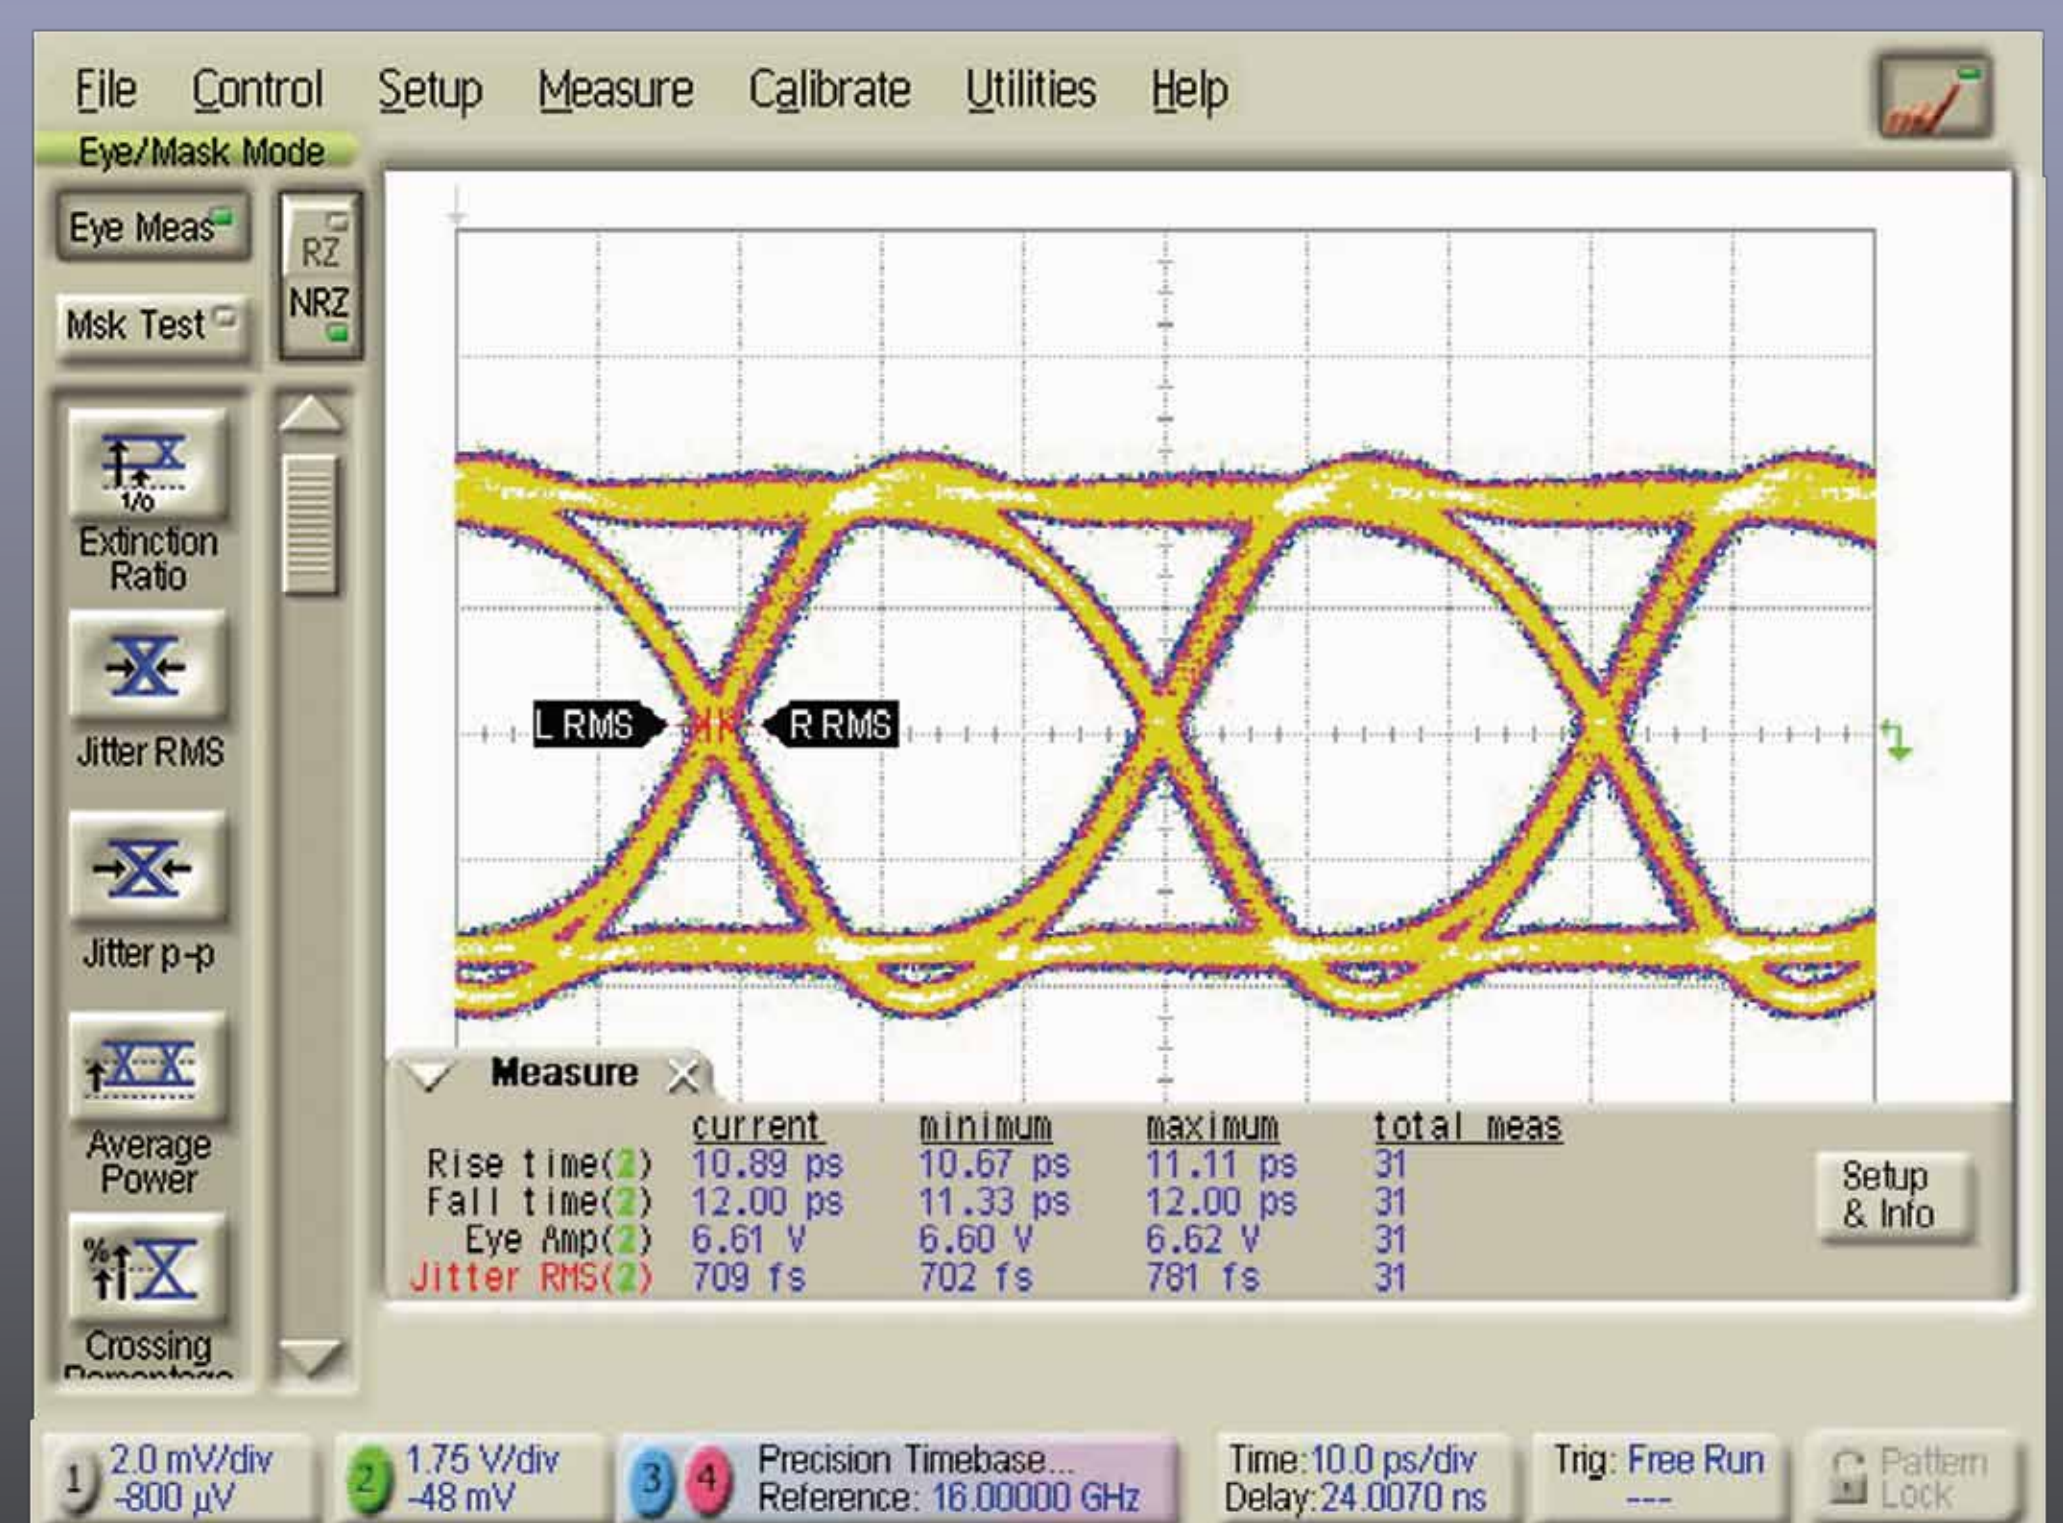 File Control Setup Measure Calibrate Utilities Help
Eye/Mask Mode
Eye Meas
RZ
NRZ
Msk Test
1/0
Extinction
Ratio
Jitter RMS
Jitter p-p
Average
Power
%
Crossing
L RMS
R RMS
Measure
current minimum maximum total meas
Rise time(2) 10.89 ps 10.67 ps 11.11 ps 31
Fall time(2) 12.00 ps 11.33 ps 12.00 ps 31
Eye Amp(2) 6.61 V 6.60 V 6.62 V 31
Jitter RMS(2) 709 fs 702 fs 781 fs 31
Setup
& Info
1 2.0 mV/div
-800 µV
2 1.75 V/div
-48 mV
3 4 Precision Timebase...
Reference: 16.00000 GHz
Time:10.0 ps/div
Delay:24.0070 ns
Trig: Free Run
---
Pattern
Lock